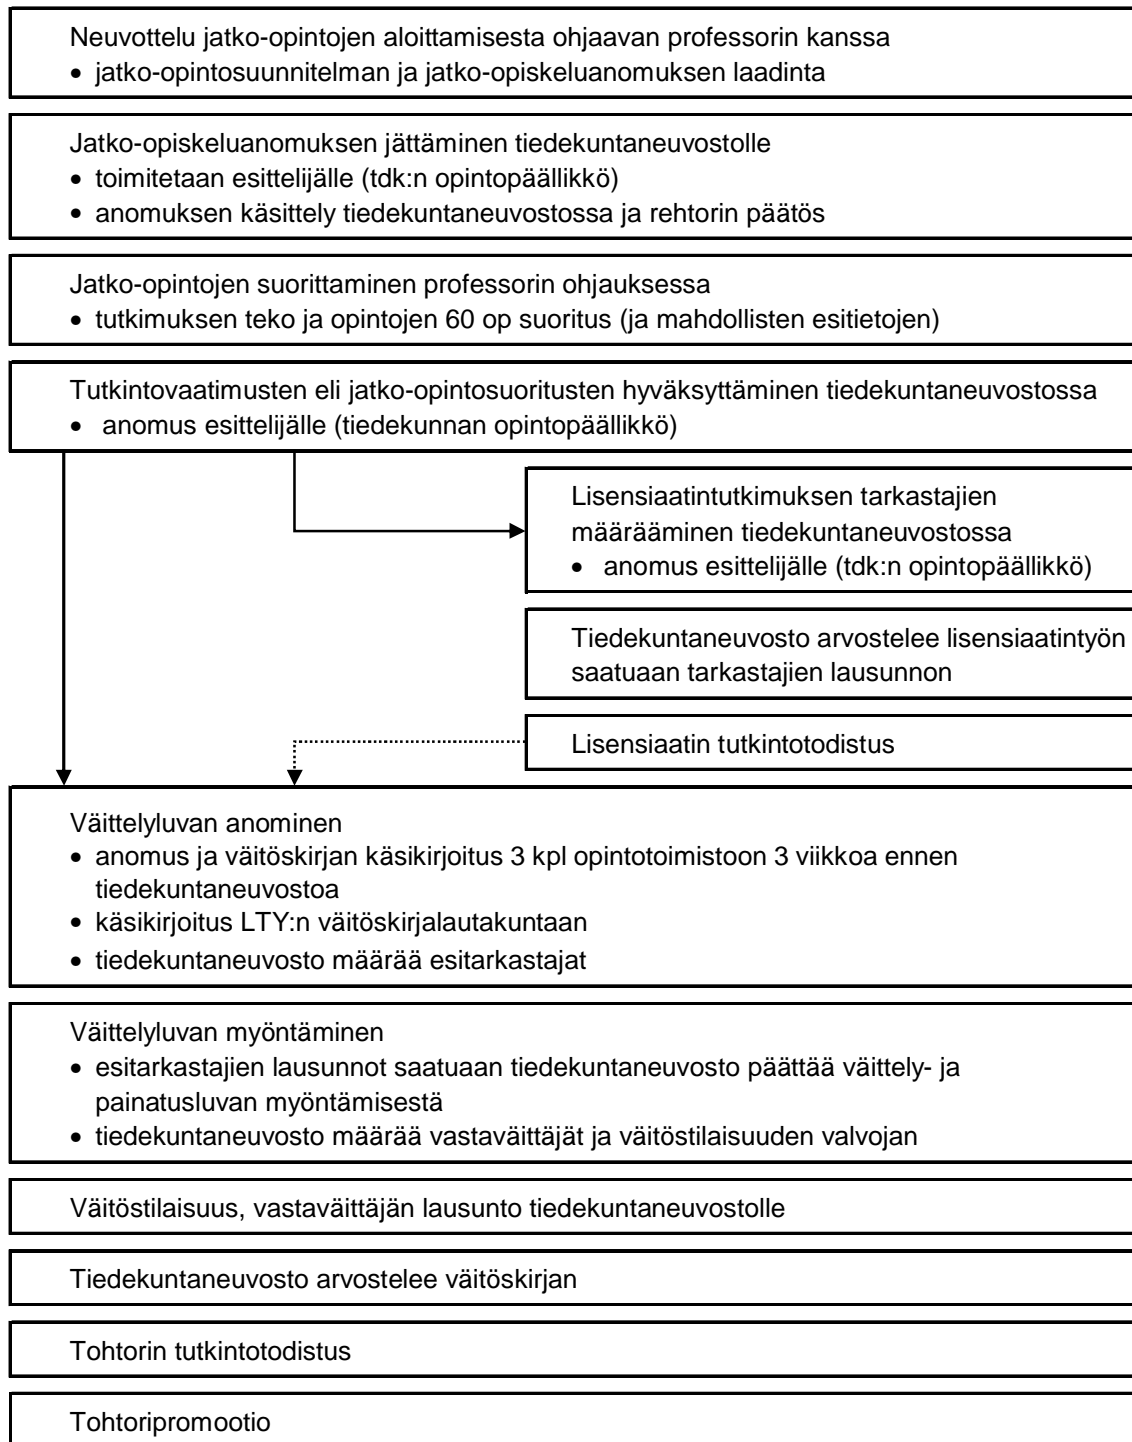 Neuvottelu jatko-opintojen aloittamisesta ohjaavan professorin kanssa
• jatko-opintosuunnitelman ja jatko-opiskeluanomuksen laadinta
Jatko-opiskeluanomuksen jättäminen tiedekuntaneuvostolle
• toimitetaan esittelijälle (tdk:n opintopäällikkö)
• anomuksen käsittely tiedekuntaneuvostossa ja rehtorin päätös
Jatko-opintojen suorittaminen professorin ohjauksessa
• tutkimuksen teko ja opintojen 60 op suoritus (ja mahdollisten esitietojen)
Tutkintovaatimusten eli jatko-opintosuoritusten hyväksyttäminen tiedekuntaneuvostossa
• anomus esittelijälle (tiedekunnan opintopäällikkö)
Lisensiaatintutkimuksen tarkastajien
määrääminen tiedekuntaneuvostossa
• anomus esittelijälle (tdk:n opintopäällikkö)
Tiedekuntaneuvosto arvostelee lisensiaatintyön
saatuaan tarkastajien lausunnon
Lisensiaatin tutkintotodistus
Väittelyluvan anominen
• anomus ja väitöskirjan käsikirjoitus 3 kpl opintotoimistoon 3 viikkoa ennen
tiedekuntaneuvostoa
• käsikirjoitus LTY:n väitöskirjalautakuntaan
• tiedekuntaneuvosto määrää esitarkastajat
Väittelyluvan myöntäminen
• esitarkastajien lausunnot saatuaan tiedekuntaneuvosto päättää väittely- ja
painatusluvan myöntämisestä
• tiedekuntaneuvosto määrää vastaväittäjät ja väitöstilaisuuden valvojan
Väitöstilaisuus, vastaväittäjän lausunto tiedekuntaneuvostolle
Tiedekuntaneuvosto arvostelee väitöskirjan
Tohtorin tutkintotodistus
Tohtoripromootio